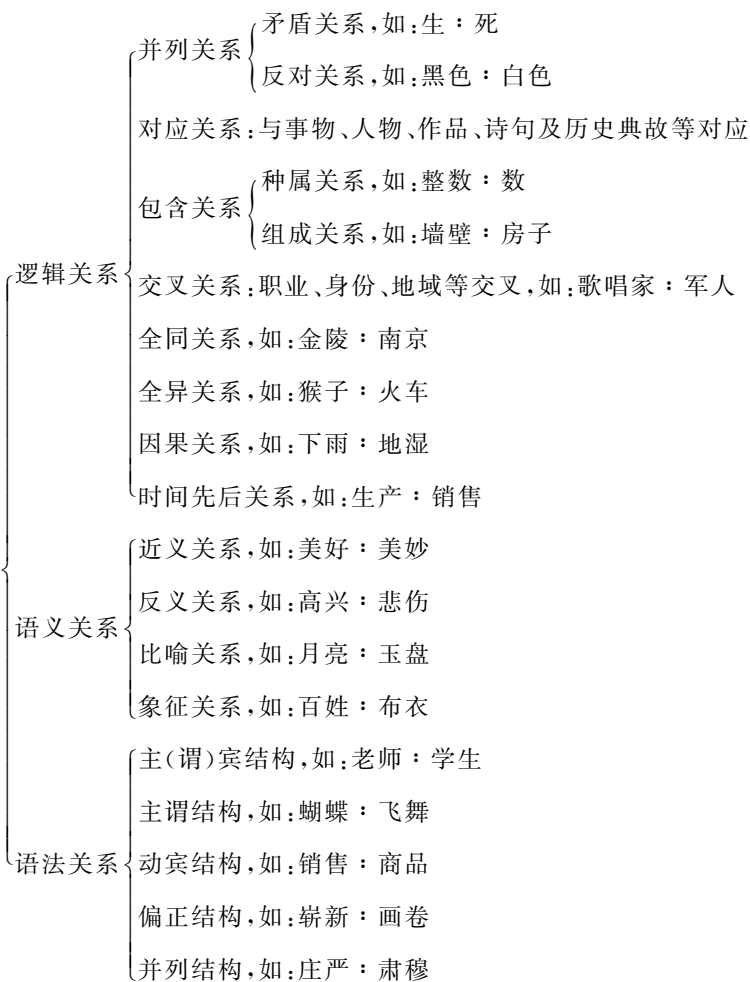 并列关系
矛盾关系,如:生∶死
反对关系,如:黑色∶白色
对应关系:与事物、人物、作品、诗句及历史典故等对应
包含关系
种属关系,如:整数∶数
组成关系,如:墙壁∶房子
逻辑关系
交叉关系:职业、身份、地域等交叉,如:歌唱家∶军人
全同关系,如:金陵∶南京
全异关系,如:猴子∶火车
因果关系,如:下雨∶地湿
时间先后关系,如:生产∶销售
近义关系,如:美好∶美妙
反义关系,如:高兴∶悲伤
语义关系
比喻关系,如:月亮∶玉盘
象征关系,如:百姓∶布衣
主(谓)宾结构,如:老师∶学生
主谓结构,如:蝴蝶∶飞舞
语法关系
动宾结构,如:销售∶商品
偏正结构,如:崭新∶画卷
并列结构,如:庄严∶肃穆